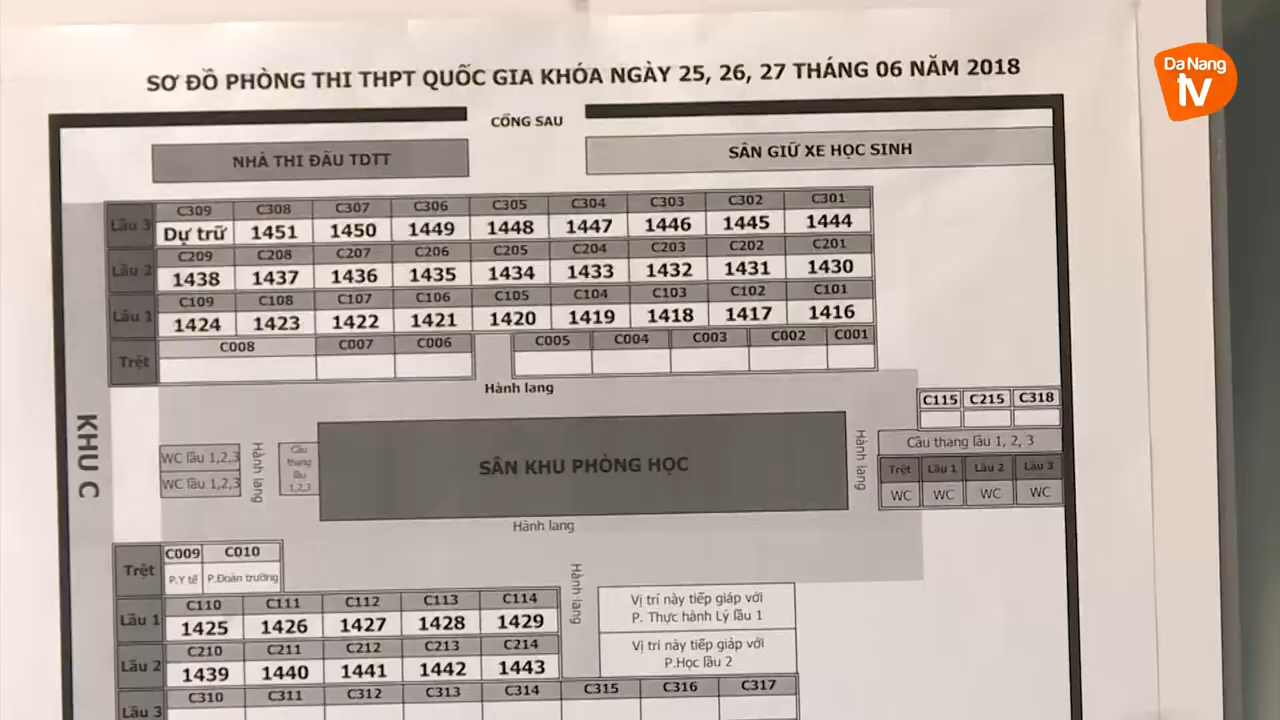 Da Nang
tv
SƠ ĐỒ PHÒNG THI THPT QUỐC GIA KHÓA NGÀY 25, 26, 27 THÁNG 06 NĂM 2018
CỔNG SAU
NHÀ THI ĐẤU TDTT
SÂN GIỮ XE HỌC SINH
Lầu 3 C309 C308 C307 C306 C305 C304 C303 C302 C301
Dự trữ 1451 1450 1449 1448 1447 1446 1445 1444
Lầu 2 C209 C208 C207 C206 C205 C204 C203 C202 C201
1438 1437 1436 1435 1434 1433 1432 1431 1430
Lầu 1 C109 C108 C107 C106 C105 C104 C103 C102 C101
1424 1423 1422 1421 1420 1419 1418 1417 1416
Trệt C008 C007 C006 C005 C004 C003 C002 C001
Hành lang
KHU C
C115 C215 C318
Cầu thang lầu 1, 2, 3
Trệt Lầu 1 Lầu 2 Lầu 3
WC WC WC WC
WC lầu 1,2,3
WC lầu 1,2,3
Hành lang
Cầu
thang
lầu
1,2,3
SÂN KHU PHÒNG HỌC
Hành lang
Hành lang
Trệt C009 C010
P.Y tế P.Đoàn trường
Hành lang
Lầu 1 C110 C111 C112 C113 C114
1425 1426 1427 1428 1429
Lầu 2 C210 C211 C212 C213 C214
1439 1440 1441 1442 1443
Lầu 3 C310 C311 C312 C313 C314 C315 C316 C317
Vị trí này tiếp giáp với
P. Thực hành Lý lầu 1
Vị trí này tiếp giáp với
P.Học lầu 2